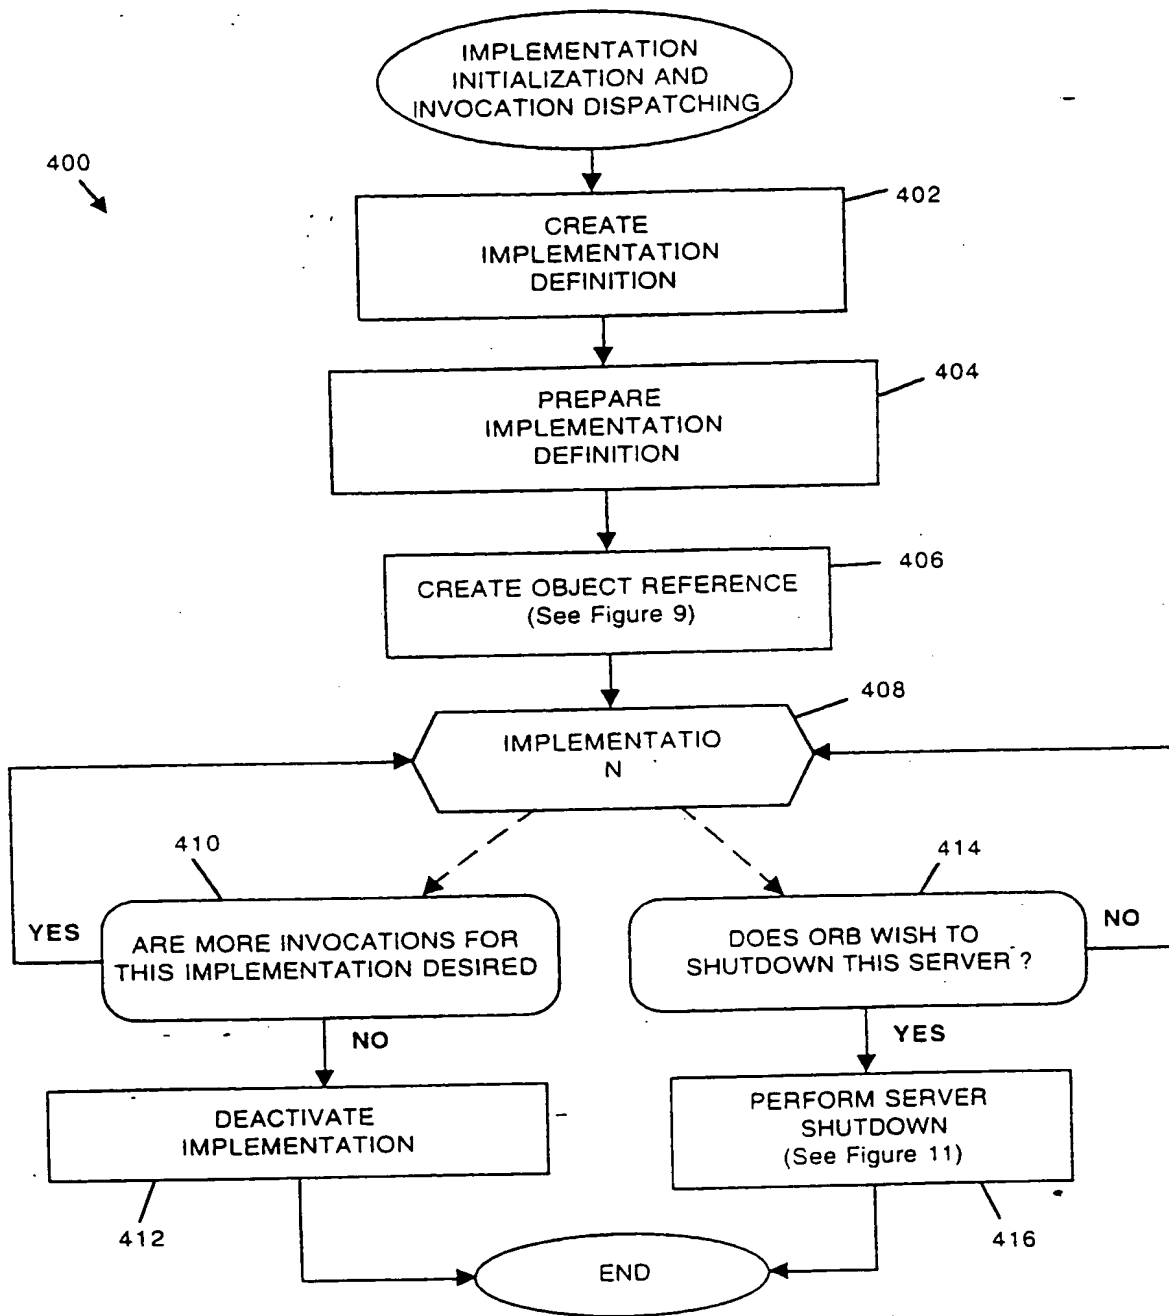 IMPLEMENTATION
INITIALIZATION AND
INVOCATION DISPATCHING
400
402
CREATE
IMPLEMENTATION
DEFINITION
404
PREPARE
IMPLEMENTATION
DEFINITION
406
CREATE OBJECT REFERENCE
(See Figure 9)
408
IMPLEMENTATIO
N
410
414
YES
ARE MORE INVOCATIONS FOR
THIS IMPLEMENTATION DESIRED
DOES ORB WISH TO
SHUTDOWN THIS SERVER ?
NO
NO
YES
DEACTIVATE
IMPLEMENTATION
PERFORM SERVER
SHUTDOWN
(See Figure 11)
412
416
END